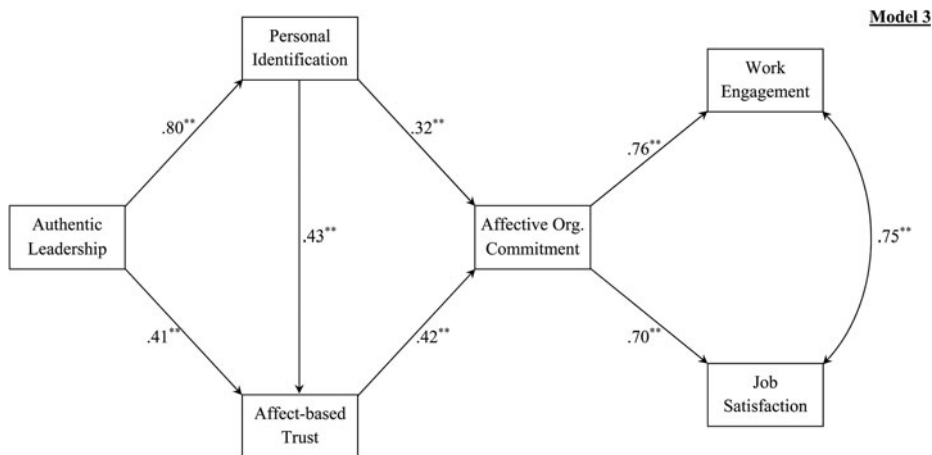 Model 3
Personal
Identification
Work
Engagement
.80**
.32**
.76**
Authentic
Leadership
.43**
Affective Org.
Commitment
.75**
.41**
.42**
.70**
Affect-based
Trust
Job
Satisfaction